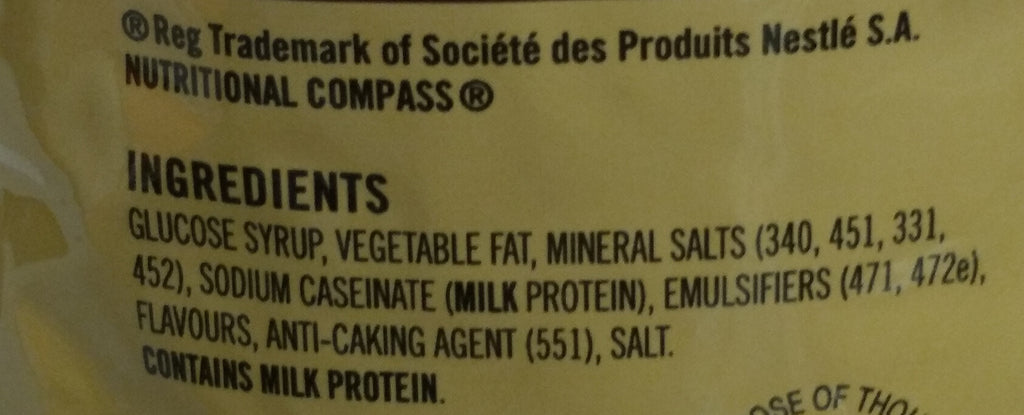 ®Reg Trademark of Société des Produits Nestlé S.A.
NUTRITIONAL COMPASS®
INGREDIENTS
GLUCOSE SYRUP, VEGETABLE FAT, MINERAL SALTS (340, 451, 331,
452), SODIUM CASEINATE (MILK PROTEIN), EMULSIFIERS (471, 472e),
FLAVOURS, ANTI-CAKING AGENT (551), SALT.
CONTAINS MILK PROTEIN.
OF